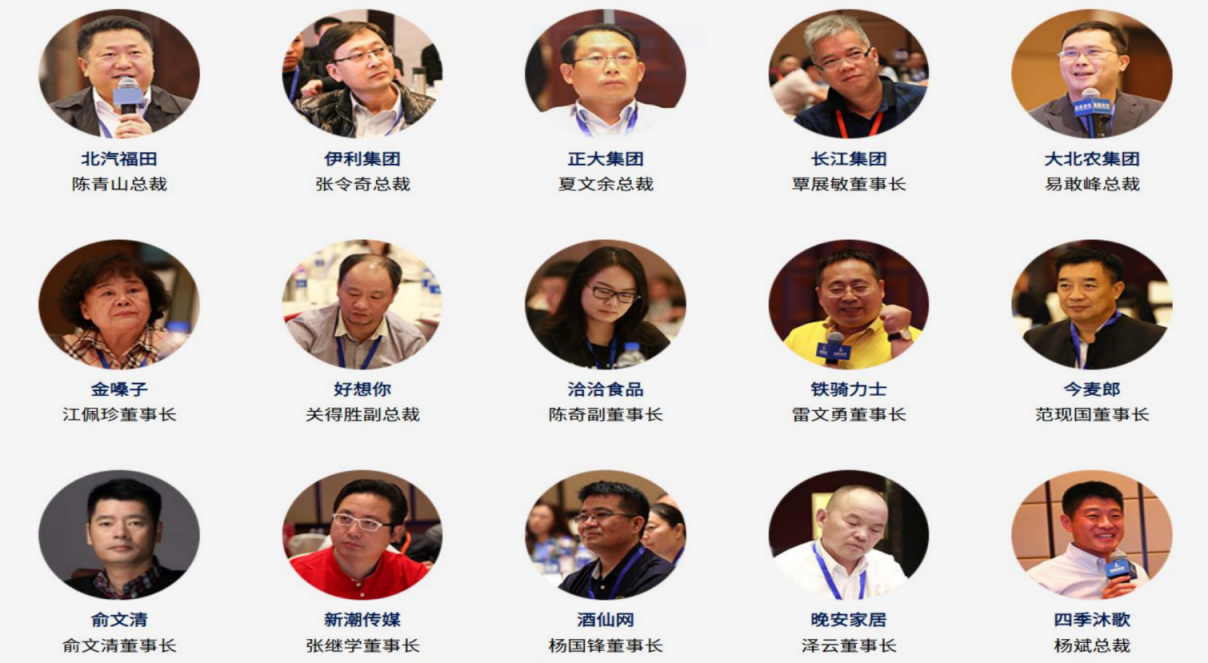 北汽福田
陈青山总裁
伊利集团
张令奇总裁
正大集团
夏文余总裁
长江集团
覃展敏董事长
大北农集团
易敢峰总裁
金嗓子
江佩珍董事长
好想你
关得胜副总裁
洽洽食品
陈奇副董事长
铁骑力士
雷文勇董事长
今麦郎
范现国董事长
俞文清
俞文清董事长
新潮传媒
张继学董事长
酒仙网
杨国锋董事长
晚安家居
泽云董事长
四季沐歌
杨斌总裁